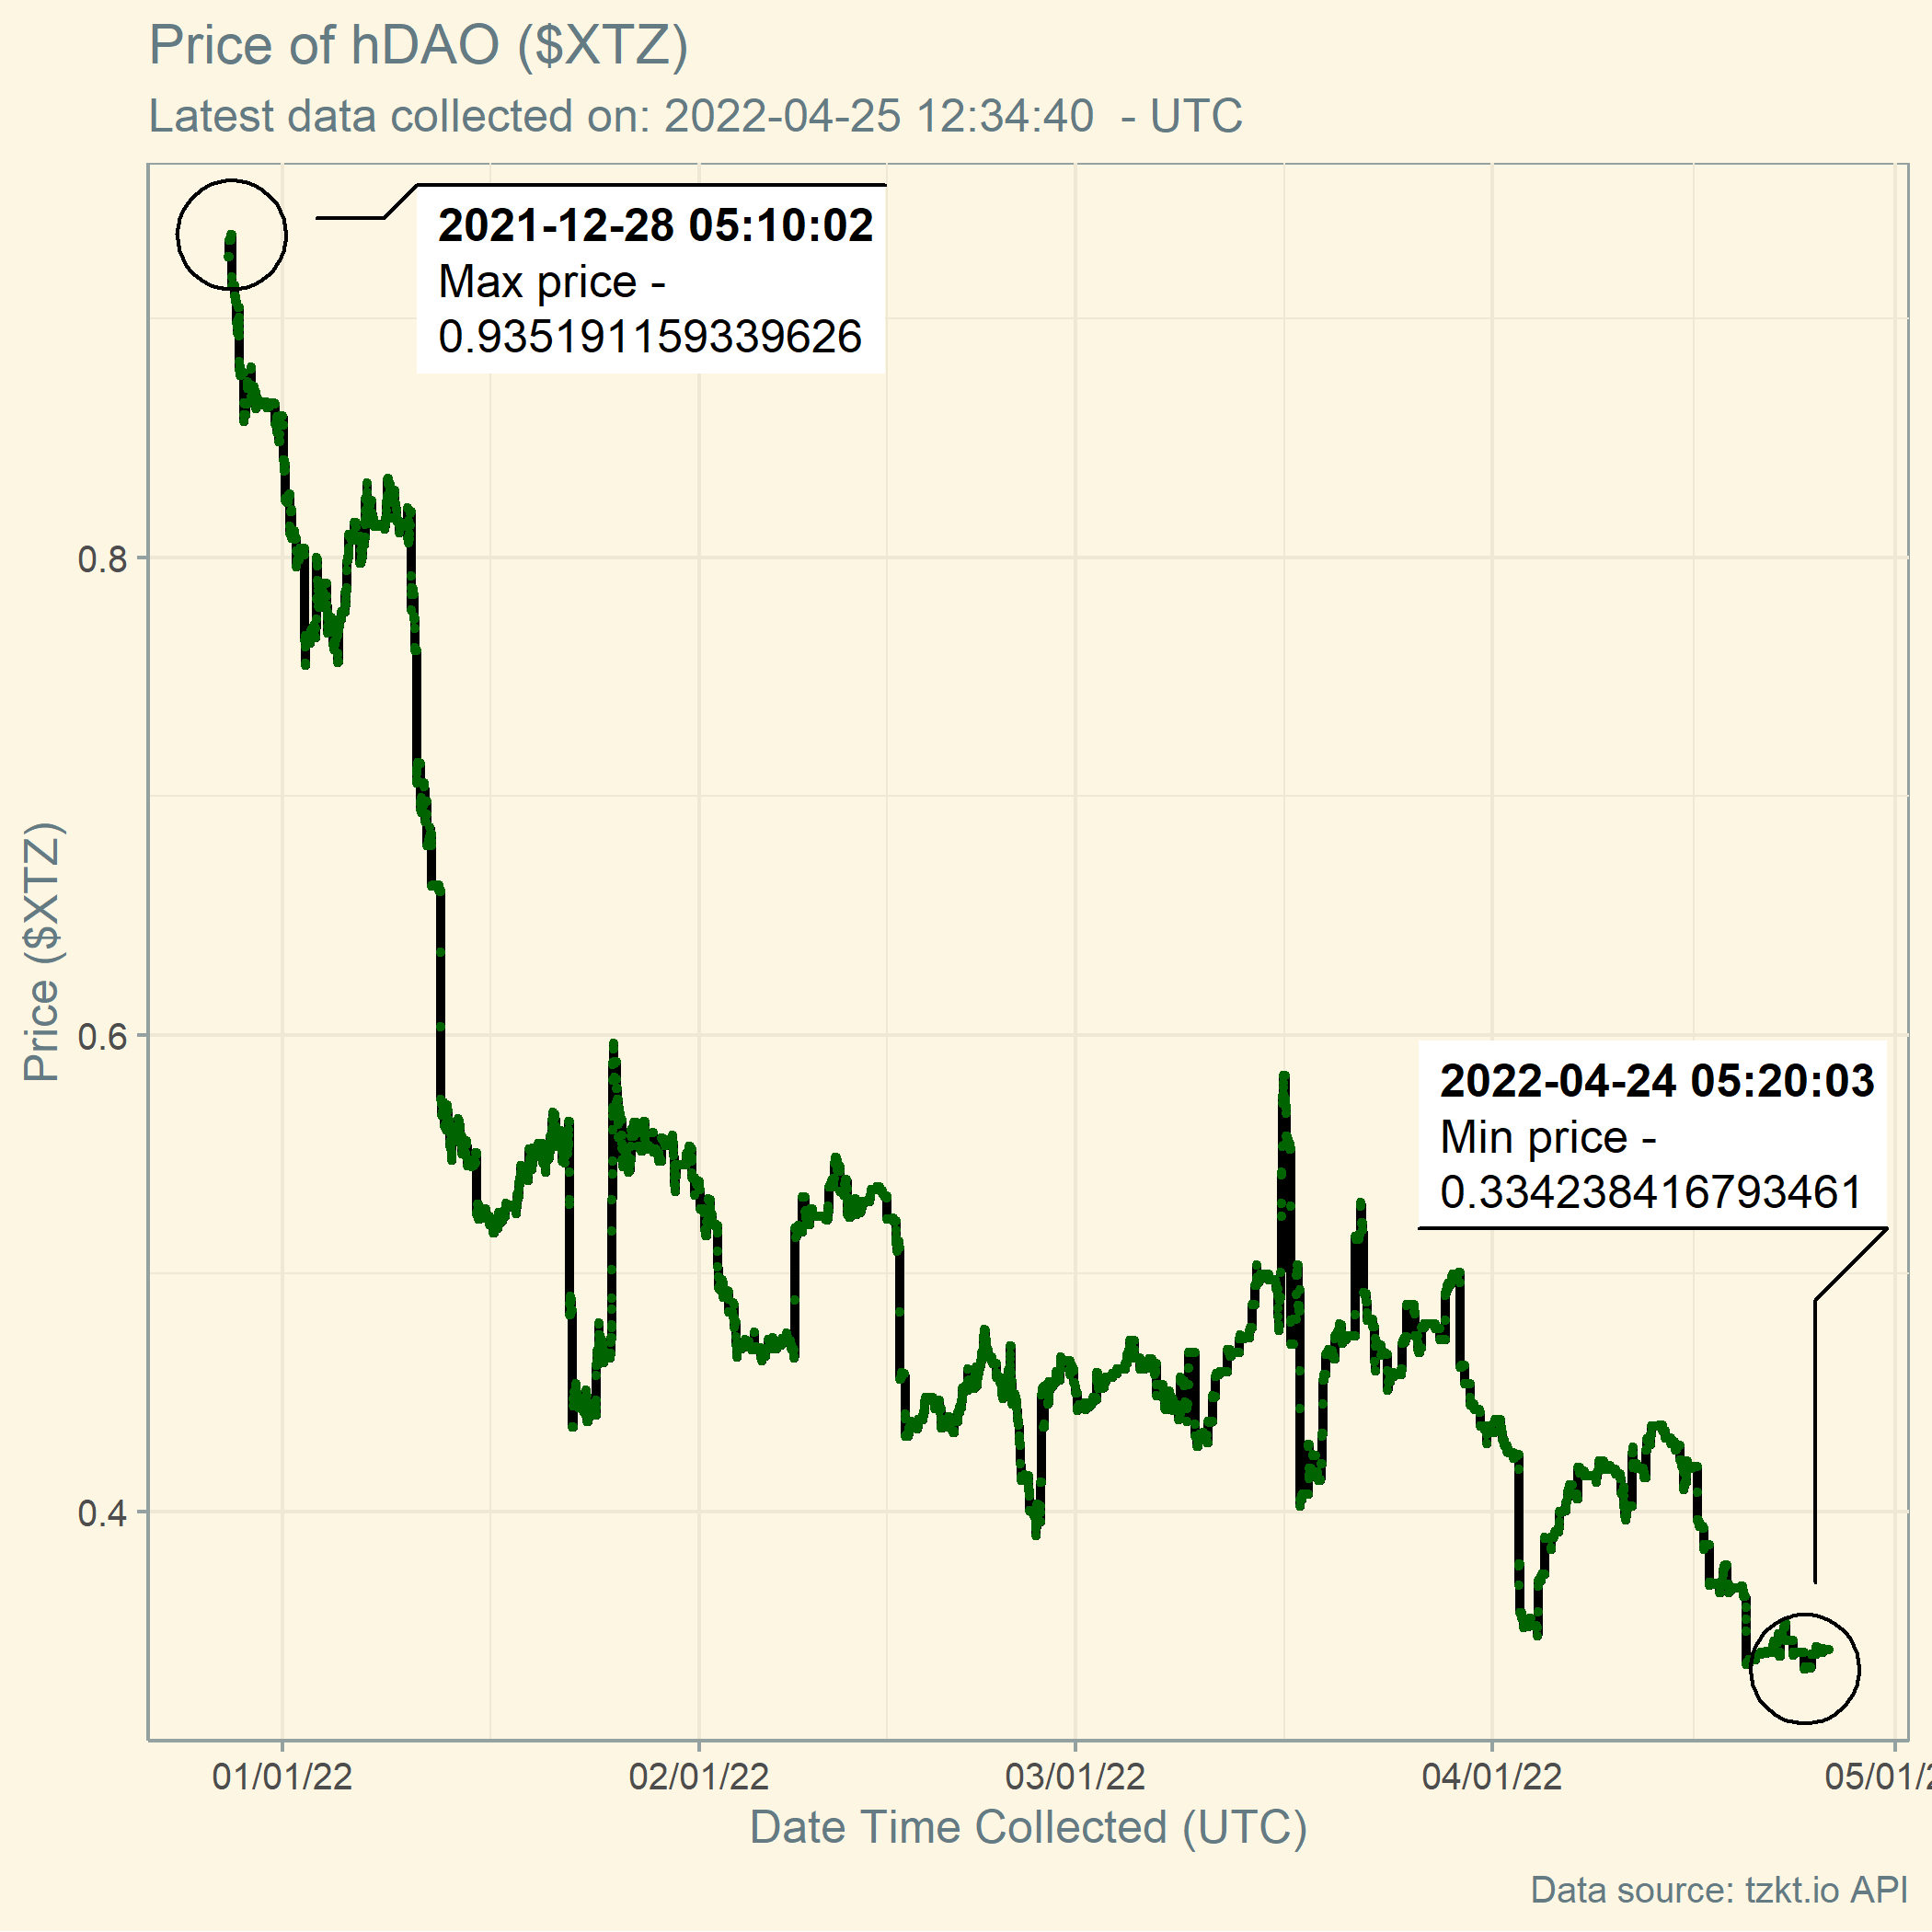 Price of hDAO ($XTZ)
Latest data collected on: 2022-04-25 12:34:40  - UTC
2021-12-28 05:10:02
Max price -
0.935191159339626
0.8
0.6
0.4
Price ($XTZ)
2022-04-24 05:20:03
Min price -
0.334238416793461
01/01/22 02/01/22 03/01/22 04/01/22 05/01/2
Date Time Collected (UTC)
Data source: tzkt.io API